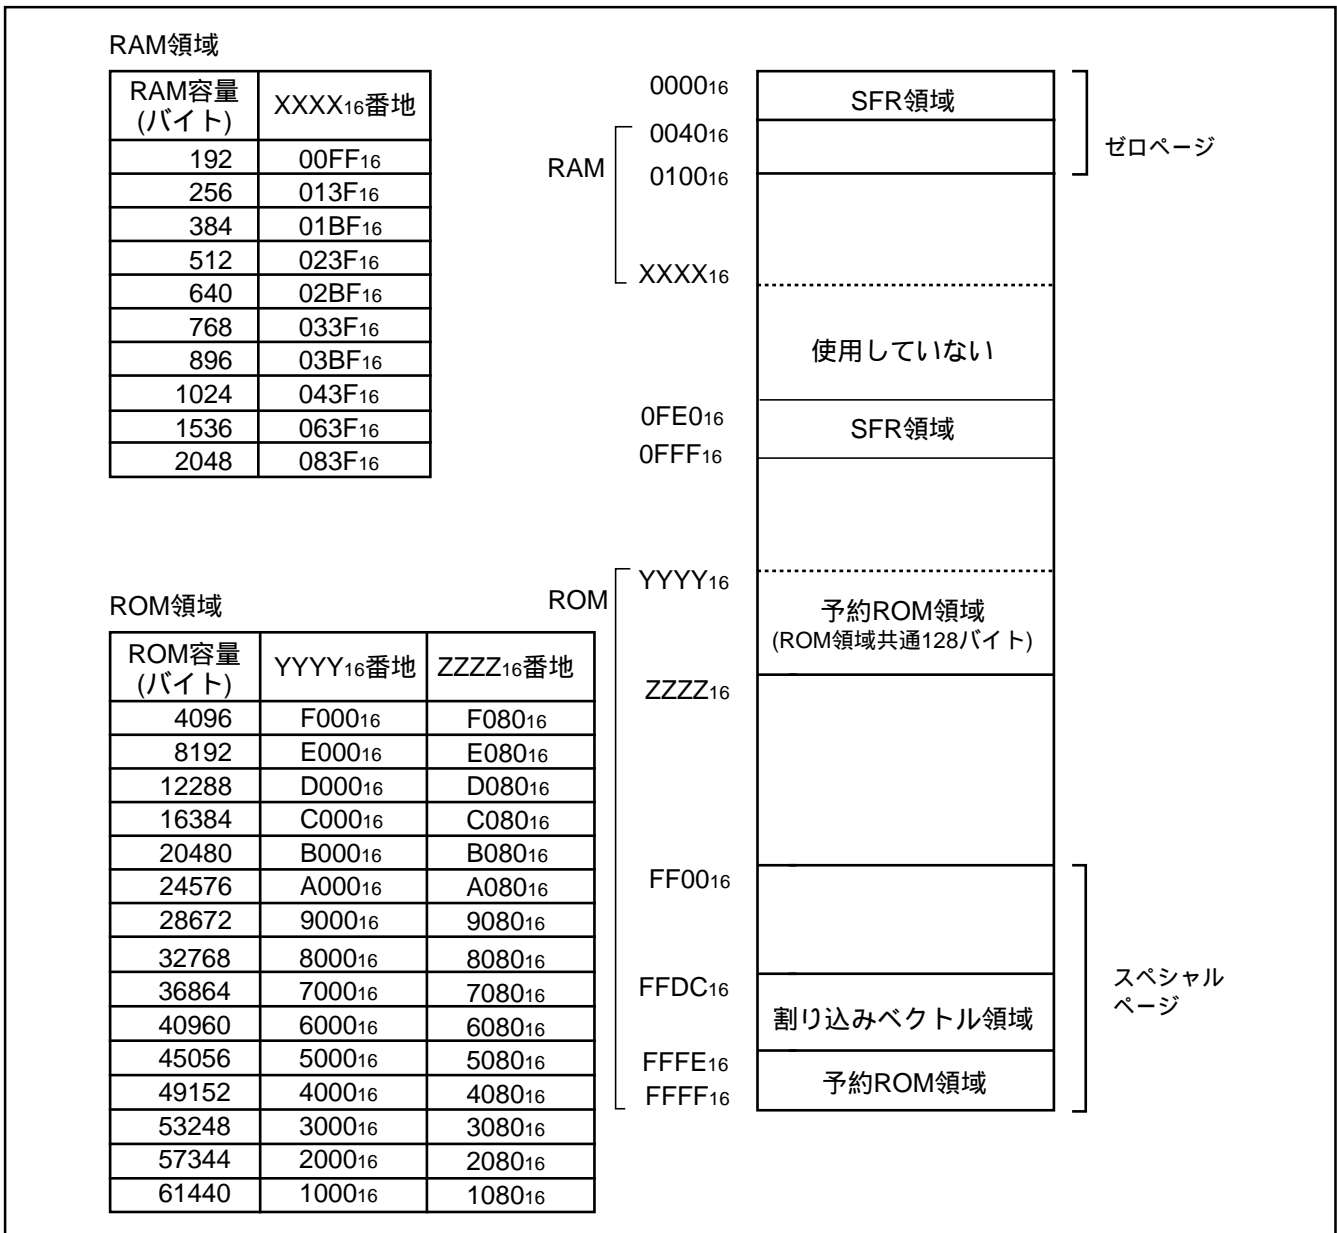 RAM領域
RAM容量
(バイト)
XXXX16番地
192 00FF16
256 013F16
384 01BF16
512 023F16
640 02BF16
768 033F16
896 03BF16
1024 043F16
1536 063F16
2048 083F16
ROM領域
ROM容量
(バイト)
YYYY16番地
ZZZZ16番地
4096 F00016 F08016
8192 E00016 E08016
12288 D00016 D08016
16384 C00016 C08016
20480 B00016 B08016
24576 A00016 A08016
28672 900016 908016
32768 800016 808016
36864 700016 708016
40960 600016 608016
45056 500016 508016
49152 400016 408016
53248 300016 308016
57344 200016 208016
61440 100016 108016
000016
SFR領域
004016
ゼロページ
RAM
010016
XXXX16
使用していない
0FE016
SFR領域
0FFF16
ROM
YYYY16
予約ROM領域
(ROM領域共通128バイト)
ZZZZ16
FF0016
スペシャル
ページ
FFDC16
割り込みベクトル領域
FFFE16
予約ROM領域
FFFF16